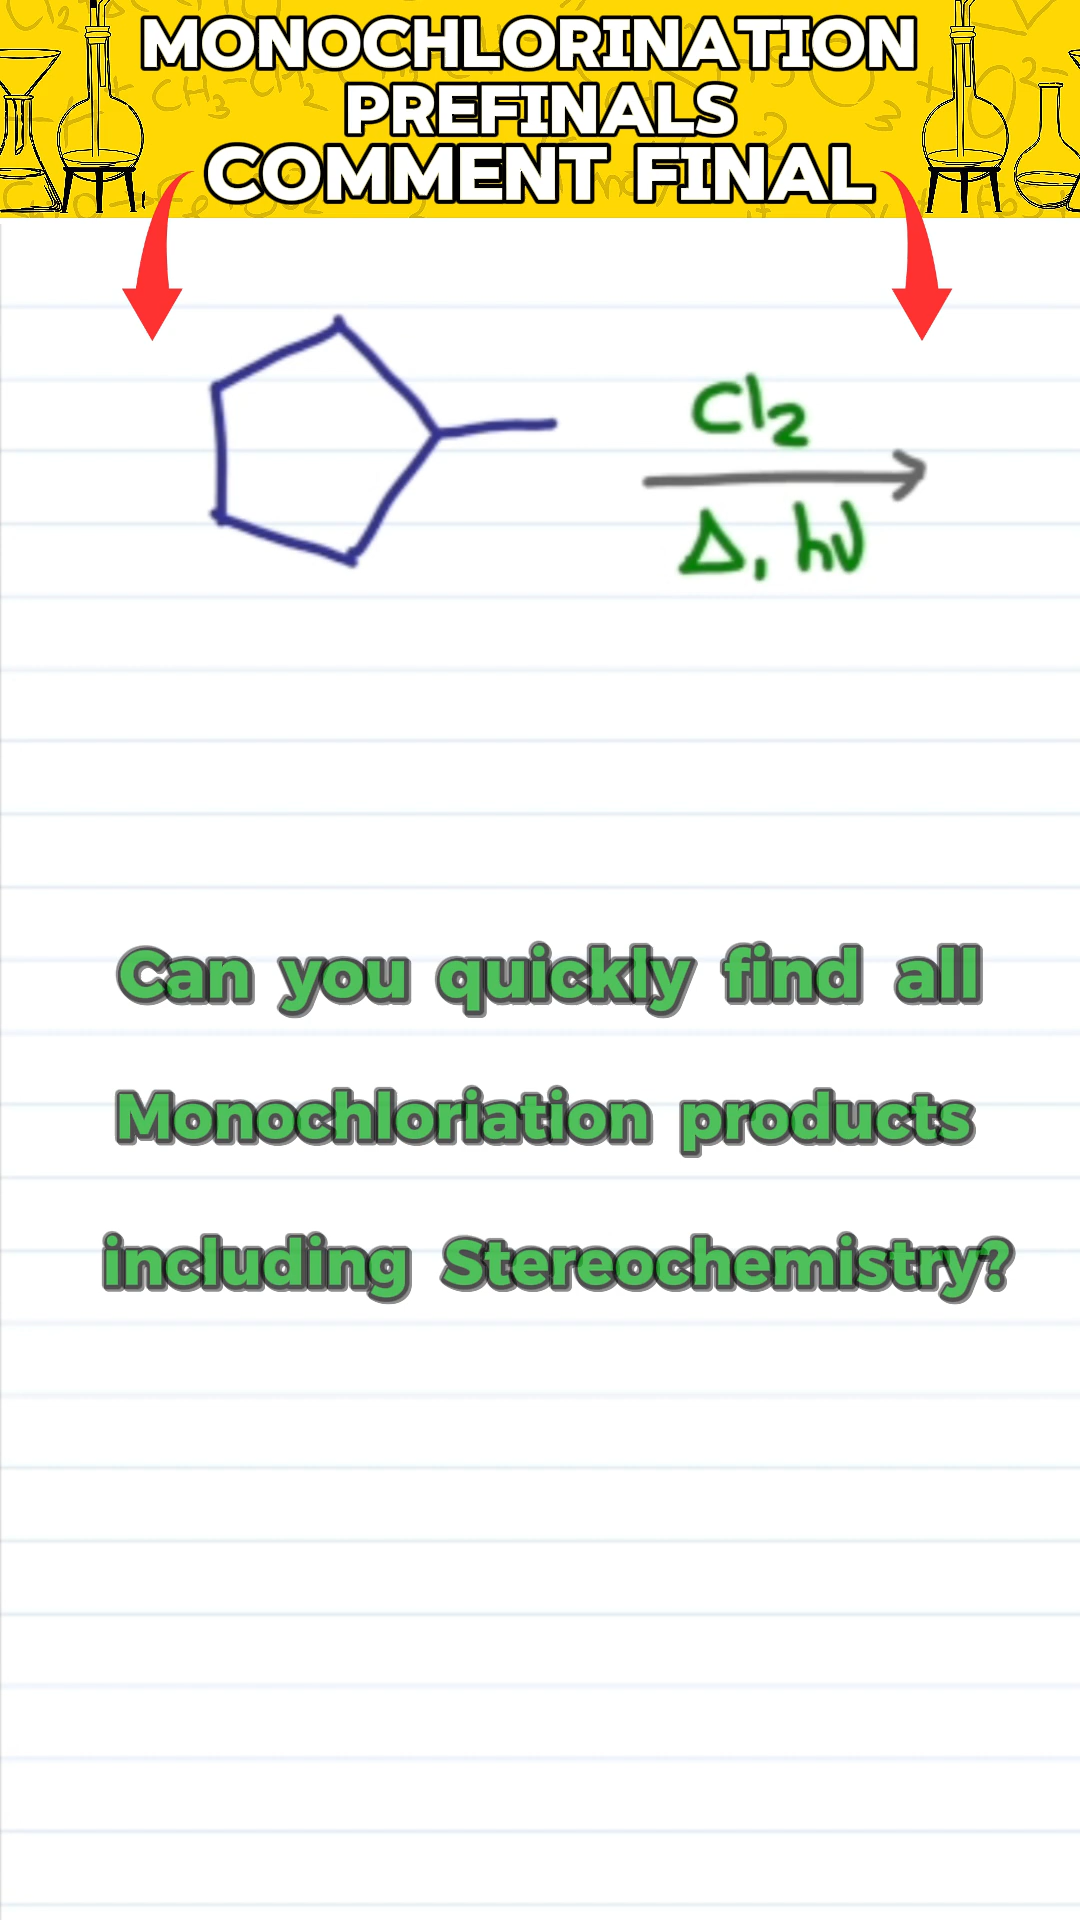 MONOCHLORINATION
PREFINALS
COMMENT FINAL
Cl₂
Δ, hν
Can you quickly find all
Monochloriation products
including Stereochemistry?